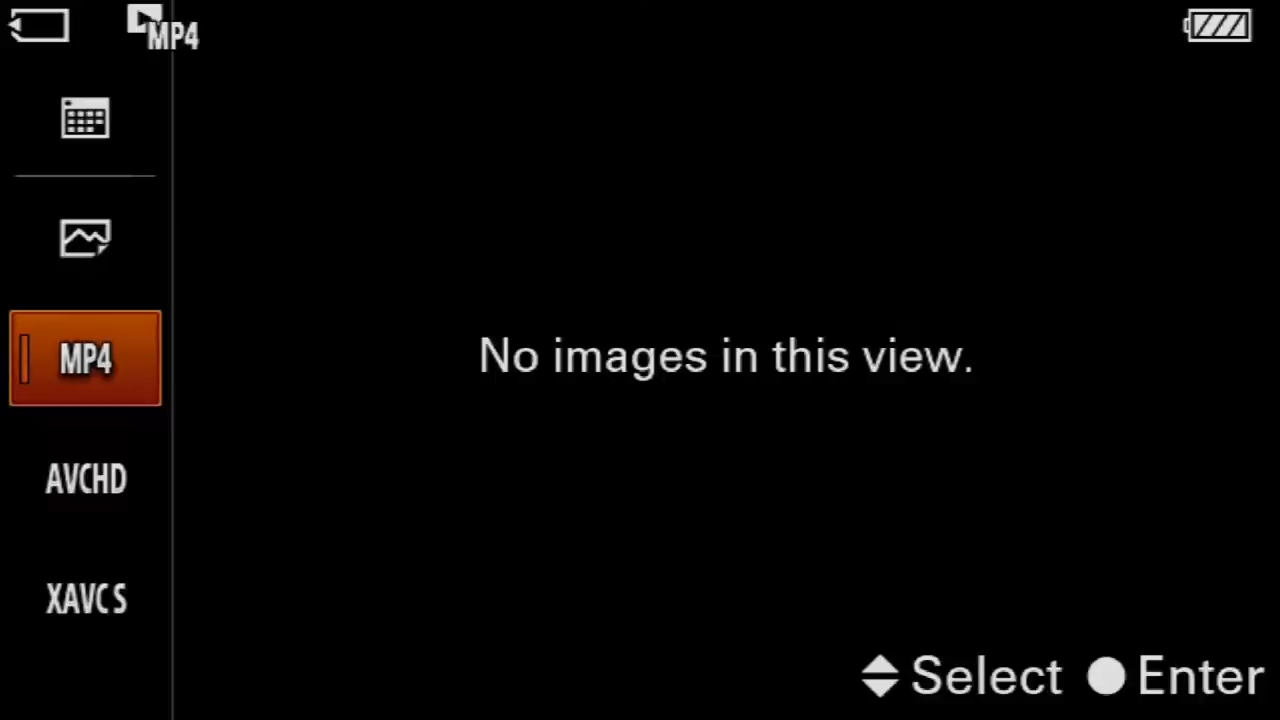 MP4
MP4
No images in this view.
AVCHD
XAVC S
Select Enter